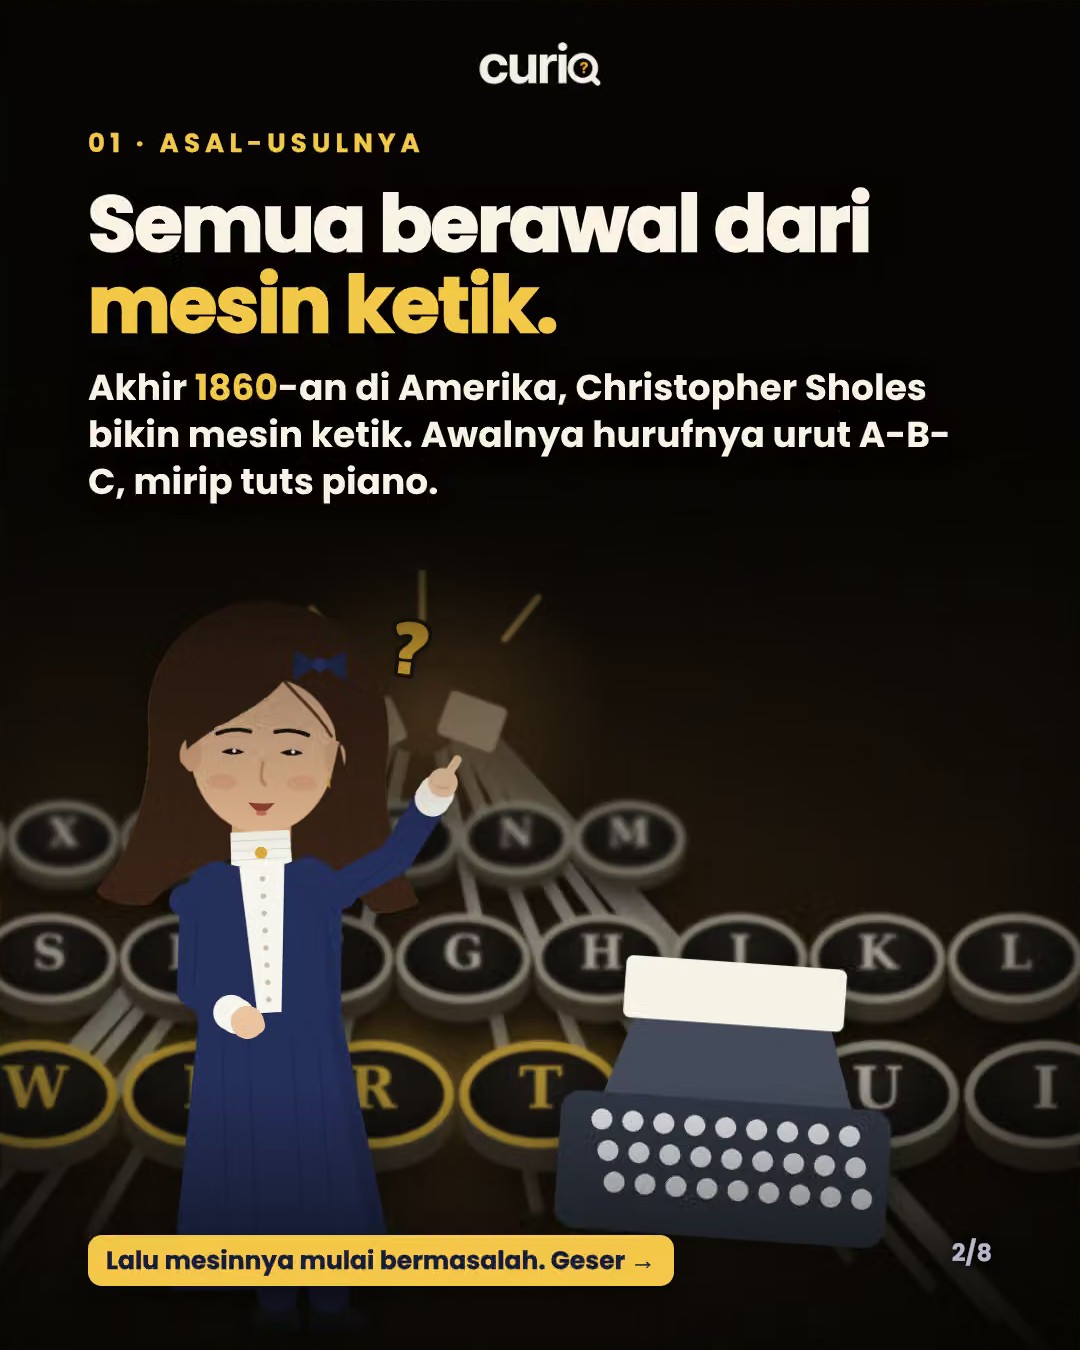 curiq
01 · ASAL-USULNYA
Semua berawal dari
mesin ketik.
Akhir 1860-an di Amerika, Christopher Sholes
bikin mesin ketik. Awalnya hurufnya urut A-B-
C, mirip tuts piano.
?
X N M
S G H J K L
W R T U I
Lalu mesinnya mulai bermasalah. Geser →
2/8